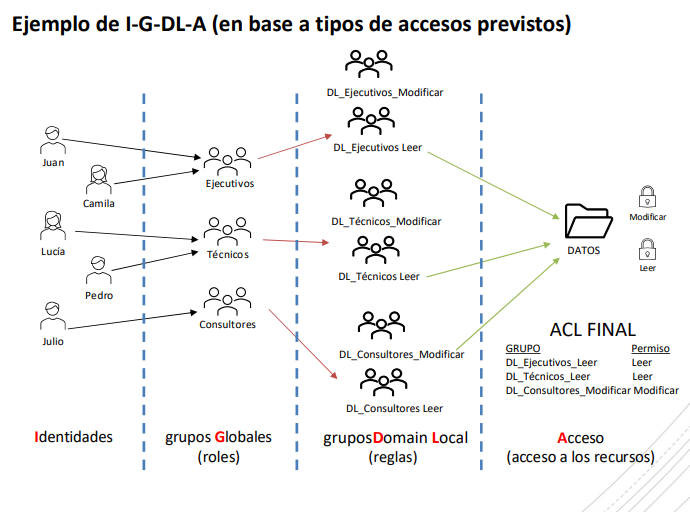 Ejemplo de I-G-DL-A (en base a tipos de accesos previstos)
DL_Ejecutivos_Modificar
Juan
DL_Ejecutivos Leer
Ejecutivos
Camila
DL_Técnicos_Modificar
Modificar
Lucía
Técnicos
DATOS
Leer
DL_Técnicos Leer
Pedro
Consultores
Julio
DL_Consultores_Modificar
DL_Consultores Leer
ACL FINAL
GRUPO Permiso
DL_Ejecutivos_Leer Leer
DL_Técnicos_Leer Leer
DL_Consultores_Modificar Modificar
Identidades
grupos Globales
(roles)
gruposDomain Local
(reglas)
Acceso
(acceso a los recursos)